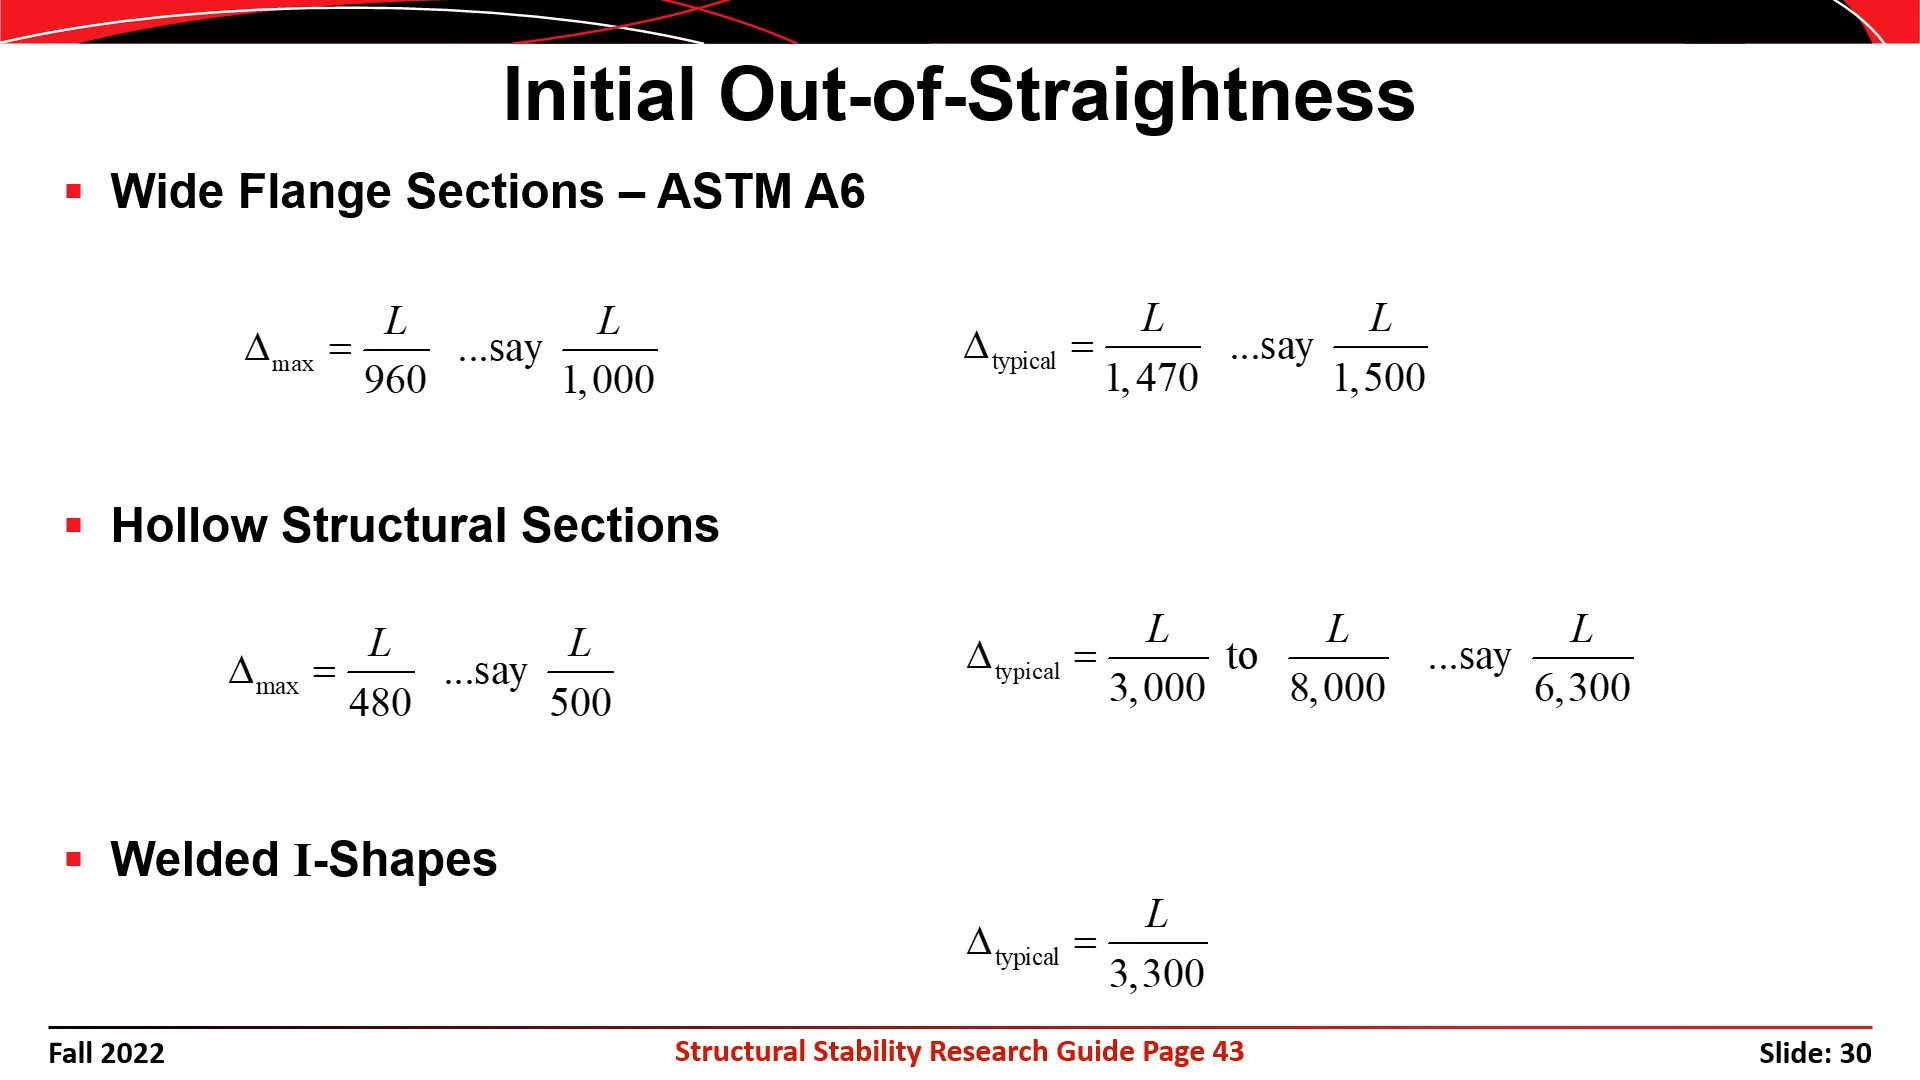 Initial Out-of-Straightness
▪ Wide Flange Sections – ASTM A6
Δmax = L/960 ...say L/1,000 Δtypical = L/1,470 ...say L/1,500
▪ Hollow Structural Sections
Δmax = L/480 ...say L/500 Δtypical = L/3,000 to L/8,000 ...say L/6,300
▪ Welded I-Shapes
Δtypical = L/3,300
Fall 2022 Structural Stability Research Guide Page 43 Slide: 30